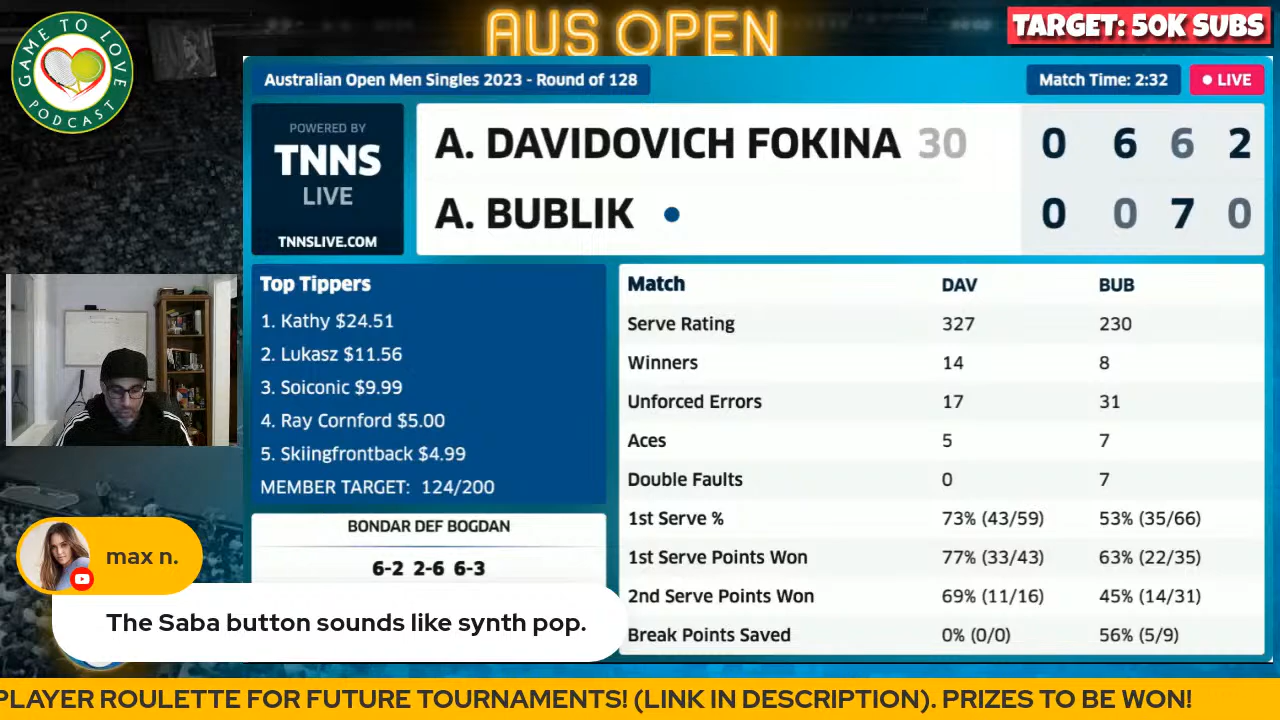 AUS OPEN
TARGET: 50K SUBS
GAME TO LOVE
PODCAST
Australian Open Men Singles 2023 - Round of 128
Match Time: 2:32
LIVE
POWERED BY
TNNS
LIVE
TNNSLIVE.COM
A. DAVIDOVICH FOKINA 30 0 6 6 2
A. BUBLIK 0 0 7 0
Top Tippers
1. Kathy $24.51
2. Lukasz $11.56
3. Soiconic $9.99
4. Ray Cornford $5.00
5. Skiingfrontback $4.99
MEMBER TARGET: 124/200
BONDAR DEF BOGDAN
6-2 2-6 6-3
Match DAV BUB
Serve Rating 327 230
Winners 14 8
Unforced Errors 17 31
Aces 5 7
Double Faults 0 7
1st Serve % 73% (43/59) 53% (35/66)
1st Serve Points Won 77% (33/43) 63% (22/35)
2nd Serve Points Won 69% (11/16) 45% (14/31)
Break Points Saved 0% (0/0) 56% (5/9)
max n.
The Saba button sounds like synth pop.
PLAYER ROULETTE FOR FUTURE TOURNAMENTS! (LINK IN DESCRIPTION). PRIZES TO BE WON!